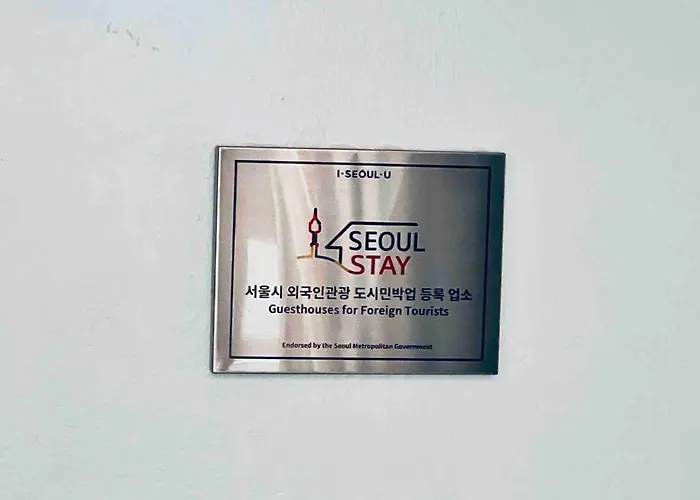 I·SEOUL·U
SEOUL
STAY
서울시 외국인관광 도시민박업 등록 업소
Guesthouses for Foreign Tourists
Endorsed by the Seoul Metropolitan Government